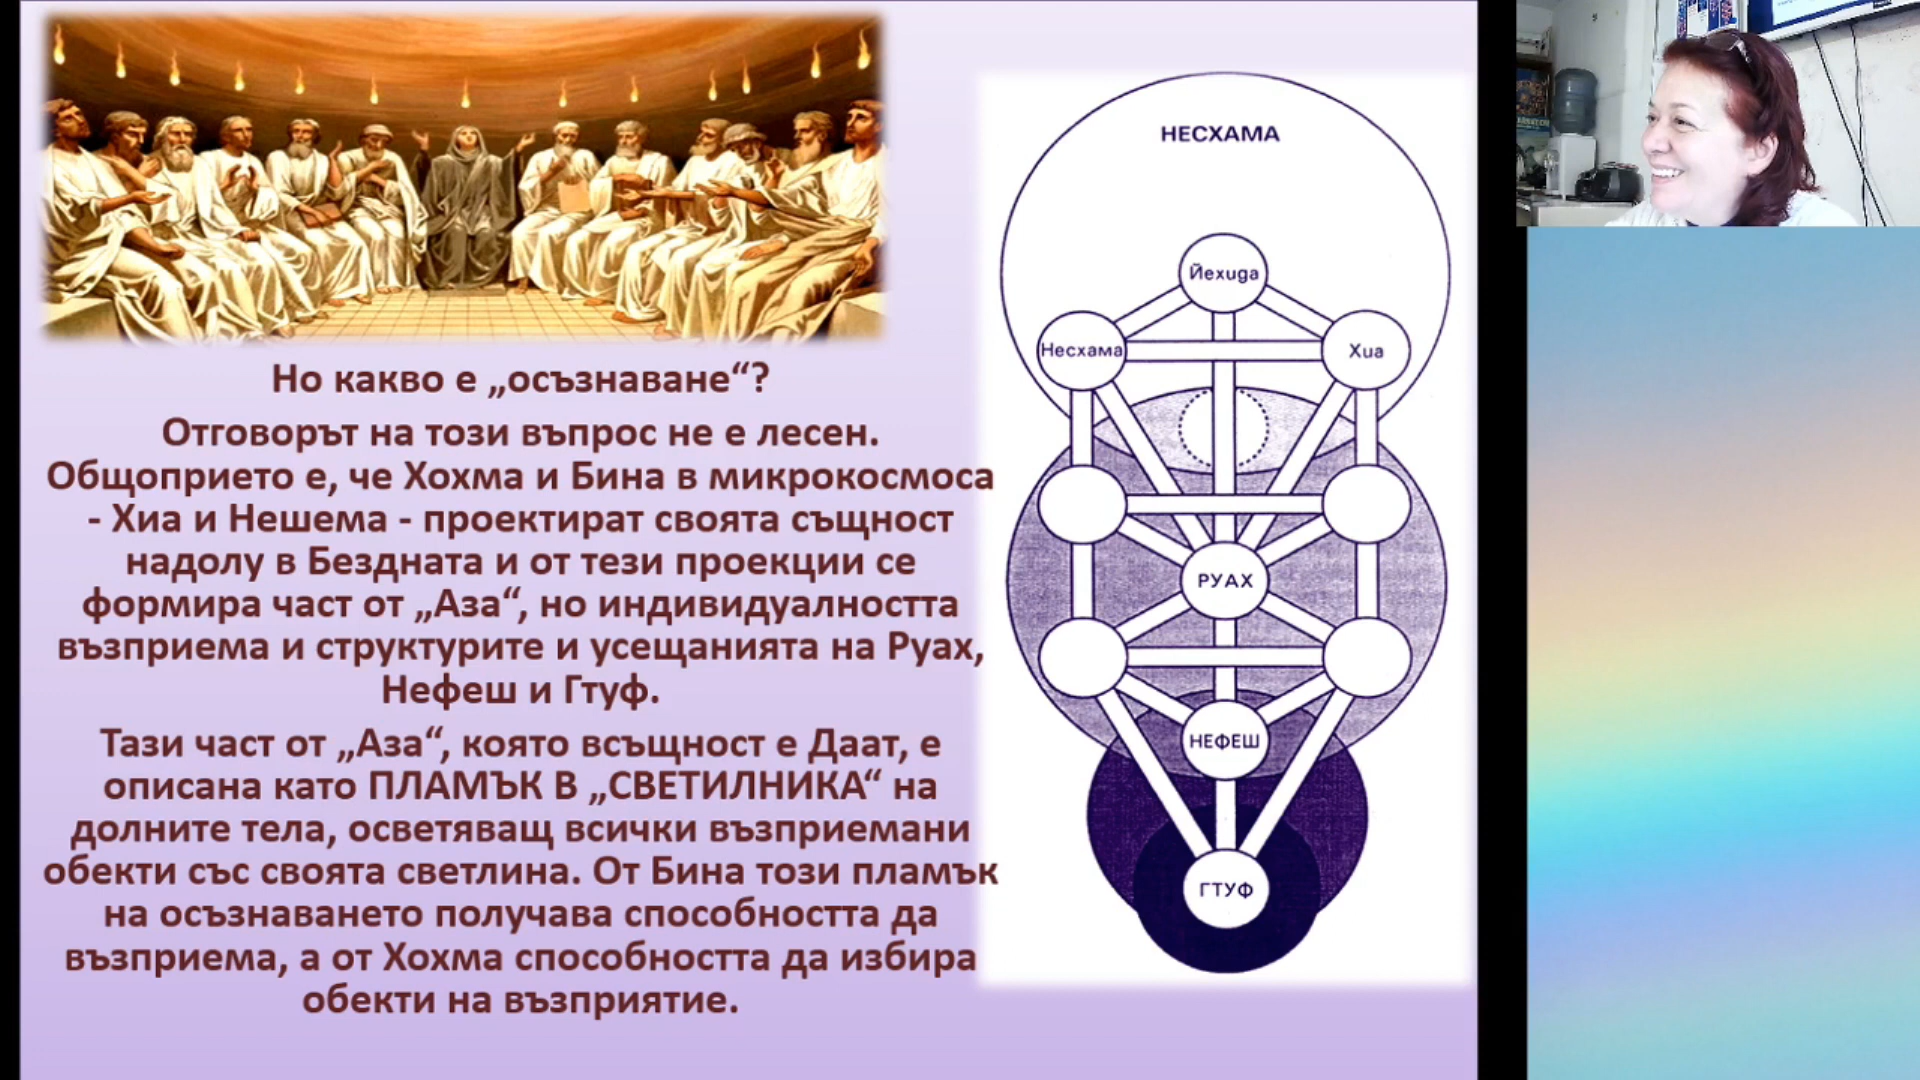 Но какво е „осъзнаване“?
Отговорът на този въпрос не е лесен.
Общоприето е, че Хохма и Бина в микрокосмоса
- Хиа и Нешема - проектират своята същност
надолу в Бездната и от тези проекции се
формира част от „Аза“, но индивидуалността
възприема и структурите и усещанията на Руах,
Нефеш и Гтуф.
Тази част от „Аза“, която всъщност е Даат, е
описана като ПЛАМЪК В „СВЕТИЛНИКА“ на
долните тела, осветяващ всички възприемани
обекти със своята светлина. От Бина този пламък
на осъзнаването получава способността да
възприема, а от Хохма способността да избира
обекти на възприятие.
НЕСХАМА
Йехида
Несхама
Хиа
РУАХ
НЕФЕШ
ГТУФ